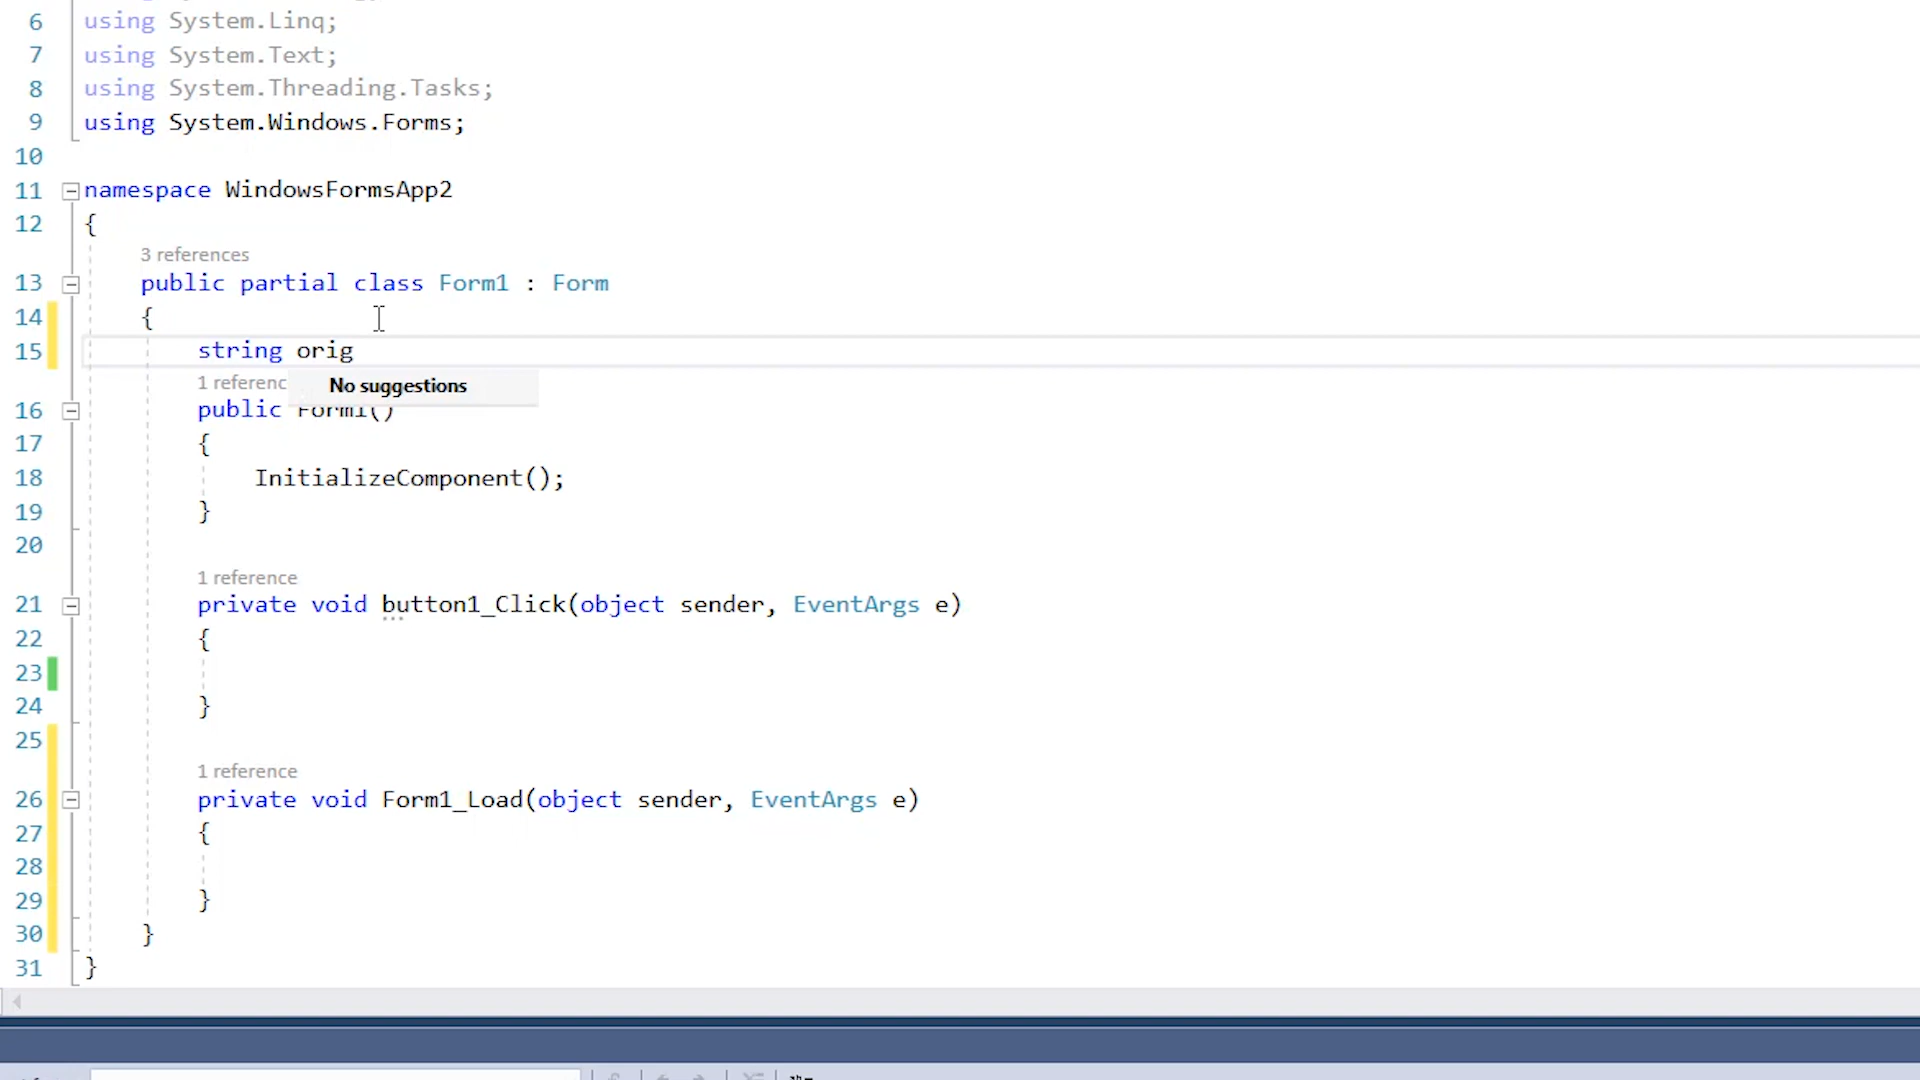 6 using System.Linq;
7 using System.Text;
8 using System.Threading.Tasks;
9 using System.Windows.Forms;
10
11 namespace WindowsFormsApp2
12 {
3 references
13 public partial class Form1 : Form
14 {
15 string orig
1 referenc
No suggestions
16 public Form1()
17 {
18 InitializeComponent();
19 }
20
1 reference
21 private void button1_Click(object sender, EventArgs e)
22 {
23
24 }
25
1 reference
26 private void Form1_Load(object sender, EventArgs e)
27 {
28
29 }
30 }
31 }